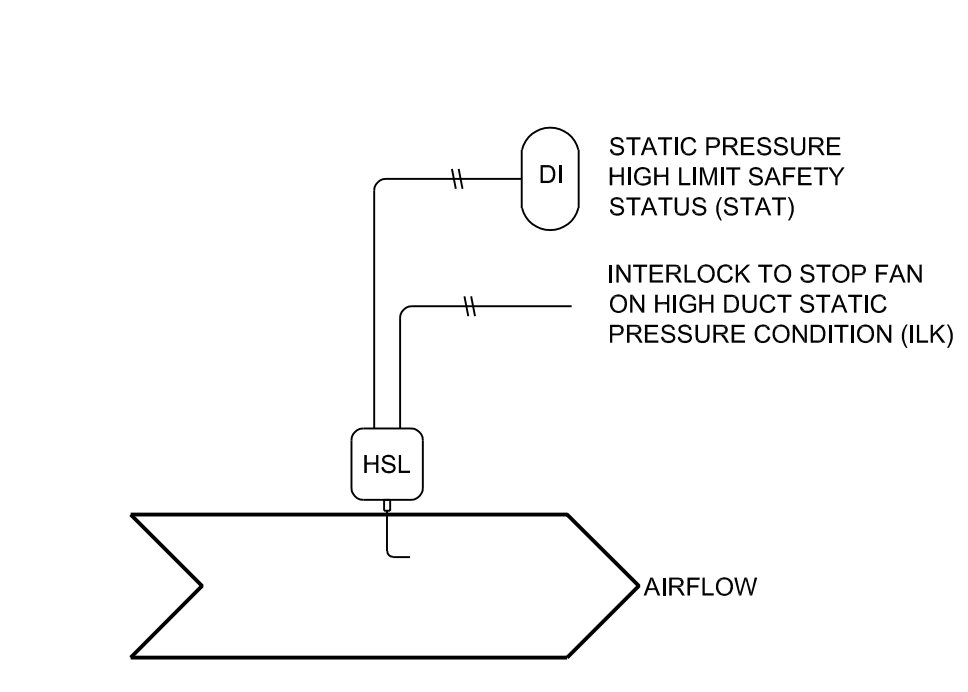 DI
STATIC PRESSURE
HIGH LIMIT SAFETY
STATUS (STAT)
INTERLOCK TO STOP FAN
ON HIGH DUCT STATIC
PRESSURE CONDITION (ILK)
HSL
AIRFLOW